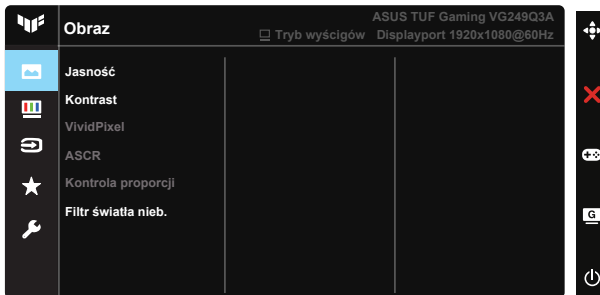 ASUS TUF Gaming VG249Q3A
Obraz
Tryb wyścigów Displayport 1920x1080@60Hz
Jasność
Kontrast
VividPixel
ASCR
Kontrola proporcji
Filtr światła nieb.
G